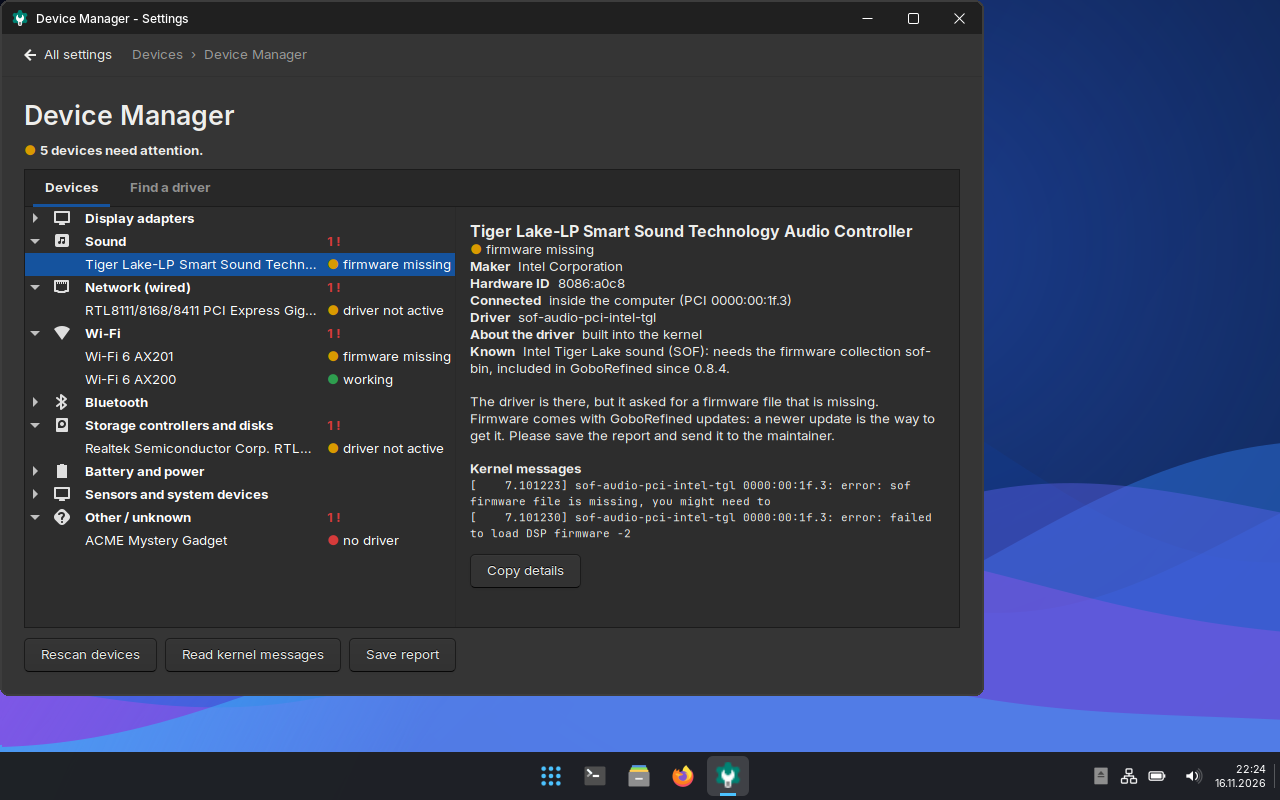 Device Manager - Settings
All settings
Devices › Device Manager
Device Manager
5 devices need attention.
Devices
Find a driver
Display adapters
Sound 1 !
Tiger Lake-LP Smart Sound Techn... firmware missing
Network (wired) 1 !
RTL8111/8168/8411 PCI Express Gig... driver not active
Wi-Fi 1 !
Wi-Fi 6 AX201 firmware missing
Wi-Fi 6 AX200 working
Bluetooth
Storage controllers and disks 1 !
Realtek Semiconductor Corp. RTL... driver not active
Battery and power
Sensors and system devices
Other / unknown 1 !
ACME Mystery Gadget no driver
Tiger Lake-LP Smart Sound Technology Audio Controller
firmware missing
Maker Intel Corporation
Hardware ID 8086:a0c8
Connected inside the computer (PCI 0000:00:1f.3)
Driver sof-audio-pci-intel-tgl
About the driver built into the kernel
Known Intel Tiger Lake sound (SOF): needs the firmware collection sof-
bin, included in GoboRefined since 0.8.4.
The driver is there, but it asked for a firmware file that is missing.
Firmware comes with GoboRefined updates: a newer update is the way to
get it. Please save the report and send it to the maintainer.
Kernel messages
[    7.101223] sof-audio-pci-intel-tgl 0000:00:1f.3: error: sof
firmware file is missing, you might need to
[    7.101230] sof-audio-pci-intel-tgl 0000:00:1f.3: error: failed
to load DSP firmware -2
Copy details
Rescan devices
Read kernel messages
Save report
22:24
16.11.2026